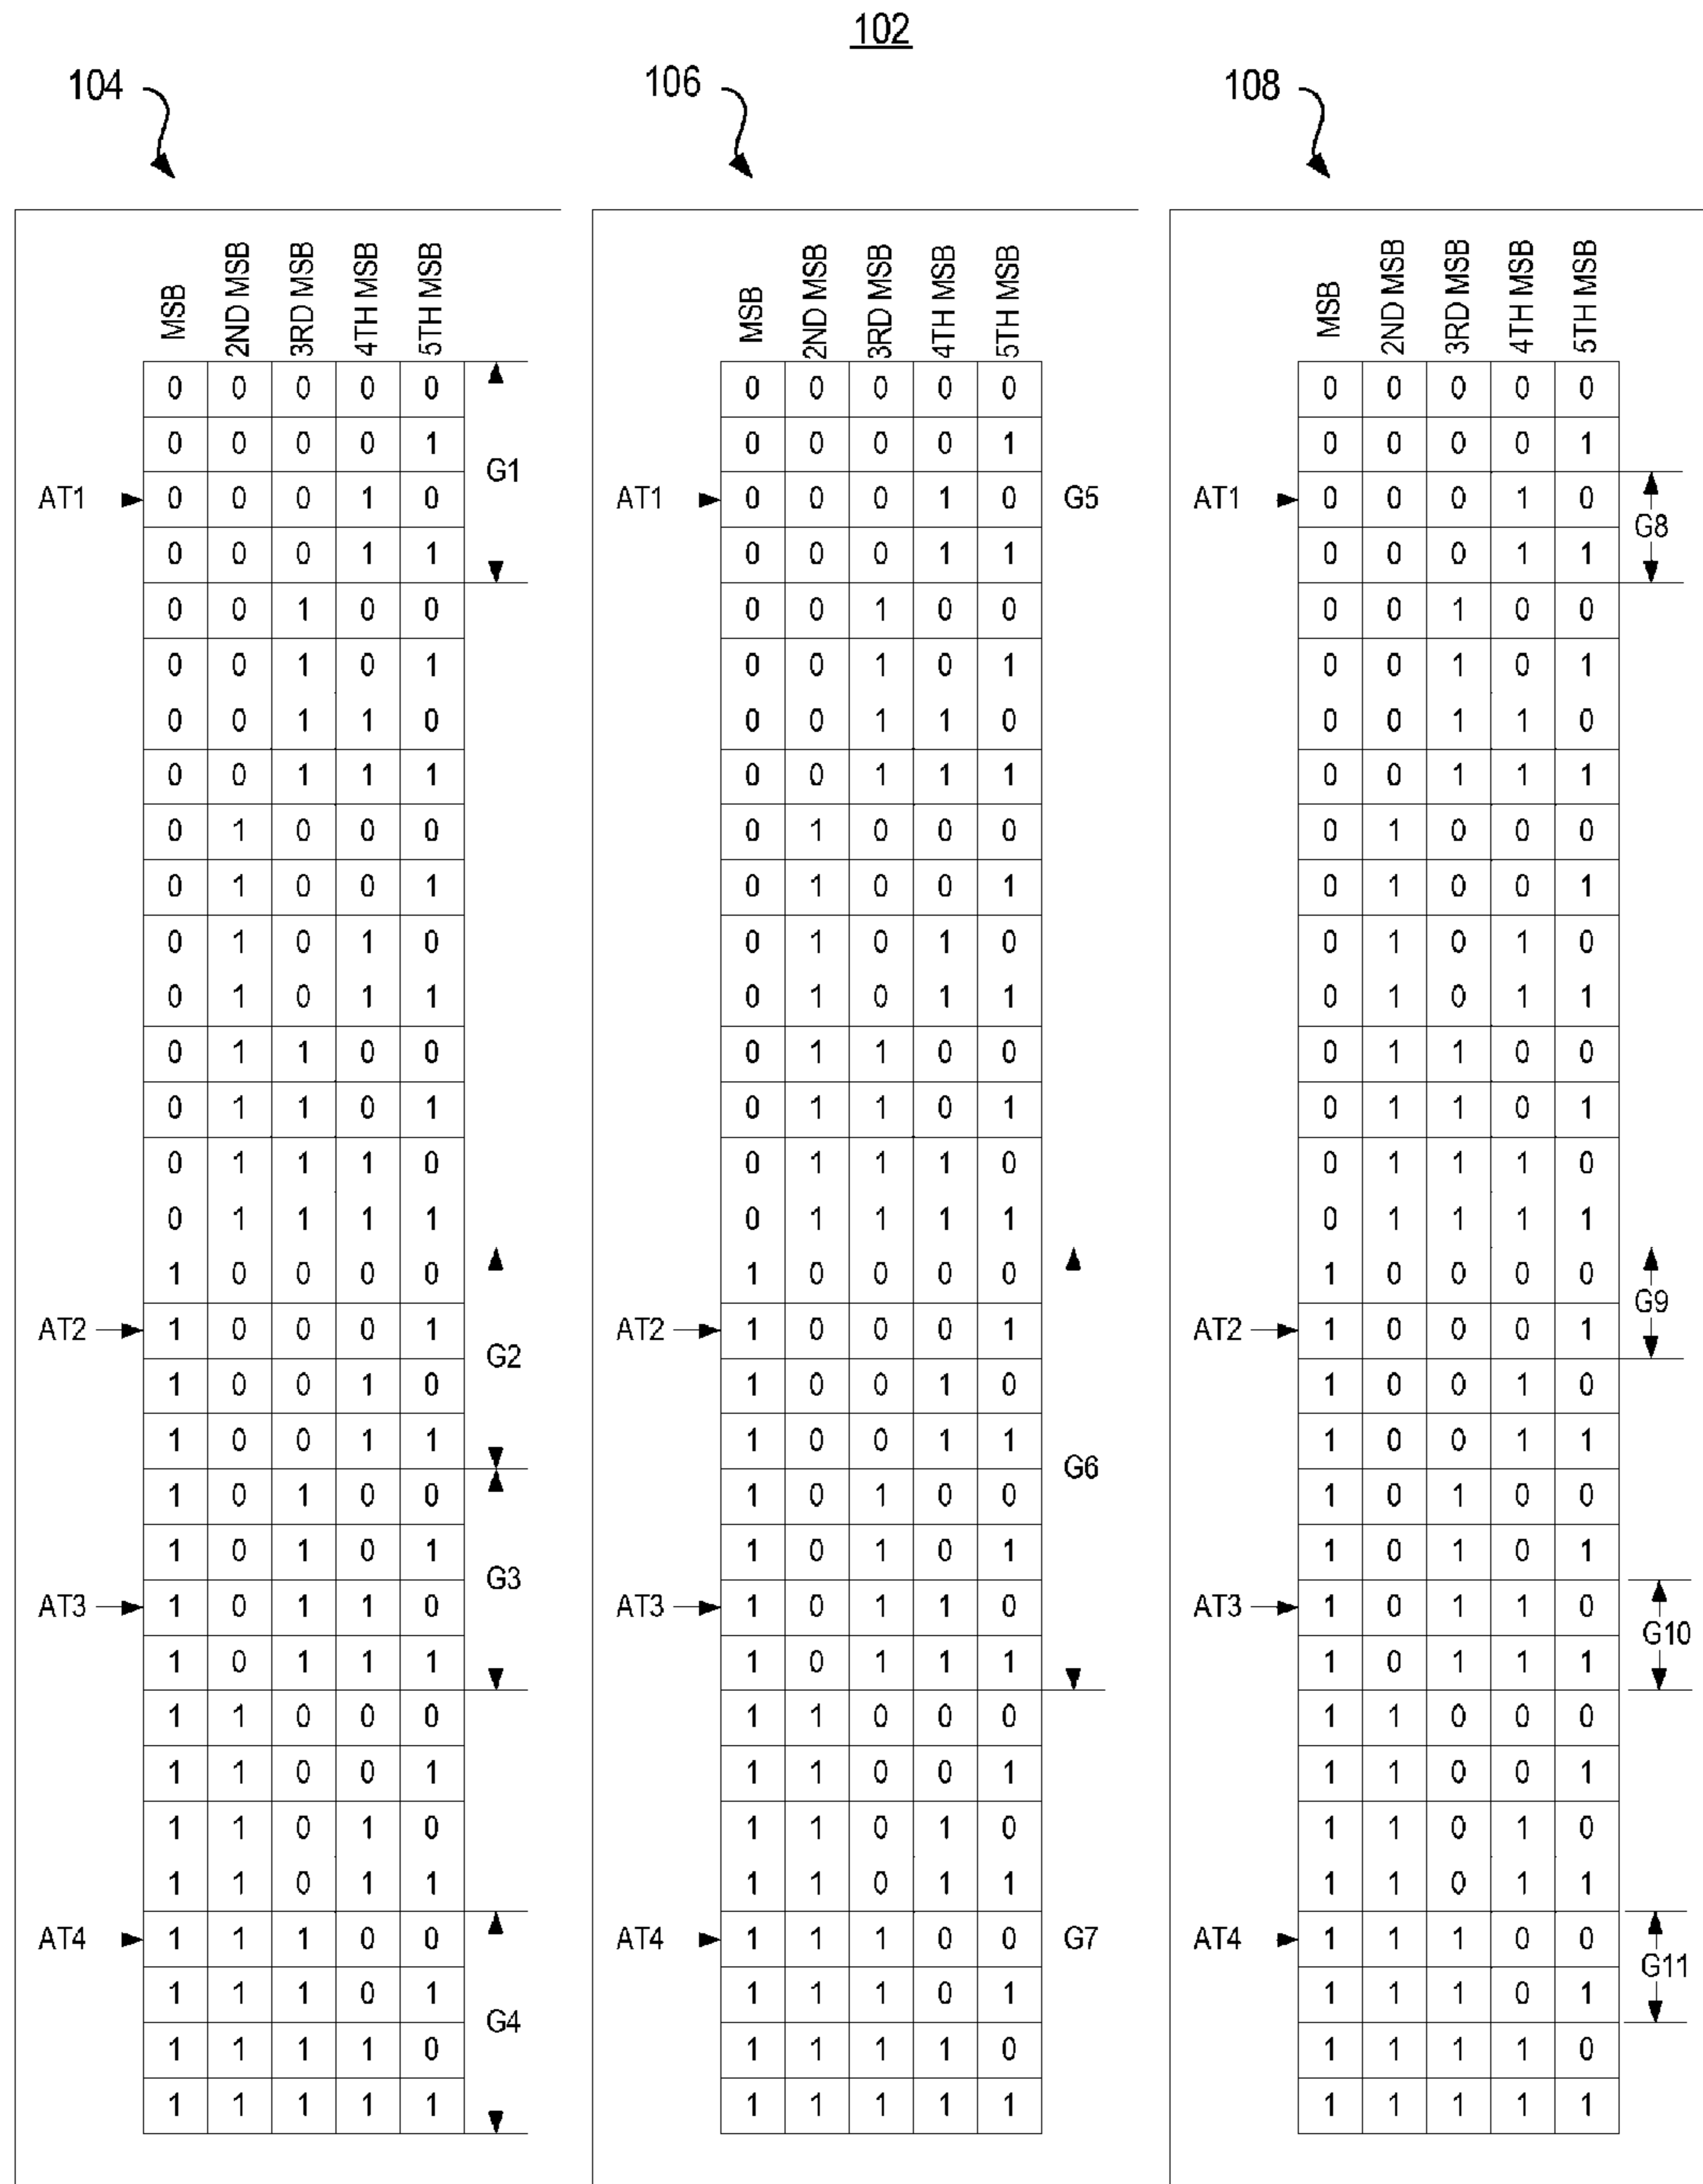 102
104
MSB
2ND MSB
3RD MSB
4TH MSB
5TH MSB
0 0 0 0 0
0 0 0 0 1
G1
AT1 0 0 0 1 0
0 0 0 1 1
0 0 1 0 0
0 0 1 0 1
0 0 1 1 0
0 0 1 1 1
0 1 0 0 0
0 1 0 0 1
0 1 0 1 0
0 1 0 1 1
0 1 1 0 0
0 1 1 0 1
0 1 1 1 0
0 1 1 1 1
1 0 0 0 0
AT2 1 0 0 0 1
G2
1 0 0 1 0
1 0 0 1 1
1 0 1 0 0
1 0 1 0 1
G3
AT3 1 0 1 1 0
1 0 1 1 1
1 1 0 0 0
1 1 0 0 1
1 1 0 1 0
1 1 0 1 1
AT4 1 1 1 0 0
1 1 1 0 1
G4
1 1 1 1 0
1 1 1 1 1
106
MSB
2ND MSB
3RD MSB
4TH MSB
5TH MSB
0 0 0 0 0
0 0 0 0 1
AT1 0 0 0 1 0 G5
0 0 0 1 1
0 0 1 0 0
0 0 1 0 1
0 0 1 1 0
0 0 1 1 1
0 1 0 0 0
0 1 0 0 1
0 1 0 1 0
0 1 0 1 1
0 1 1 0 0
0 1 1 0 1
0 1 1 1 0
0 1 1 1 1
1 0 0 0 0
AT2 1 0 0 0 1
1 0 0 1 0
1 0 0 1 1
G6
1 0 1 0 0
1 0 1 0 1
AT3 1 0 1 1 0
1 0 1 1 1
1 1 0 0 0
1 1 0 0 1
1 1 0 1 0
1 1 0 1 1
AT4 1 1 1 0 0 G7
1 1 1 0 1
1 1 1 1 0
1 1 1 1 1
108
MSB
2ND MSB
3RD MSB
4TH MSB
5TH MSB
0 0 0 0 0
0 0 0 0 1
AT1 0 0 0 1 0
G8
0 0 0 1 1
0 0 1 0 0
0 0 1 0 1
0 0 1 1 0
0 0 1 1 1
0 1 0 0 0
0 1 0 0 1
0 1 0 1 0
0 1 0 1 1
0 1 1 0 0
0 1 1 0 1
0 1 1 1 0
0 1 1 1 1
1 0 0 0 0
G9
AT2 1 0 0 0 1
1 0 0 1 0
1 0 0 1 1
1 0 1 0 0
1 0 1 0 1
AT3 1 0 1 1 0
G10
1 0 1 1 1
1 1 0 0 0
1 1 0 0 1
1 1 0 1 0
1 1 0 1 1
AT4 1 1 1 0 0
G11
1 1 1 0 1
1 1 1 1 0
1 1 1 1 1